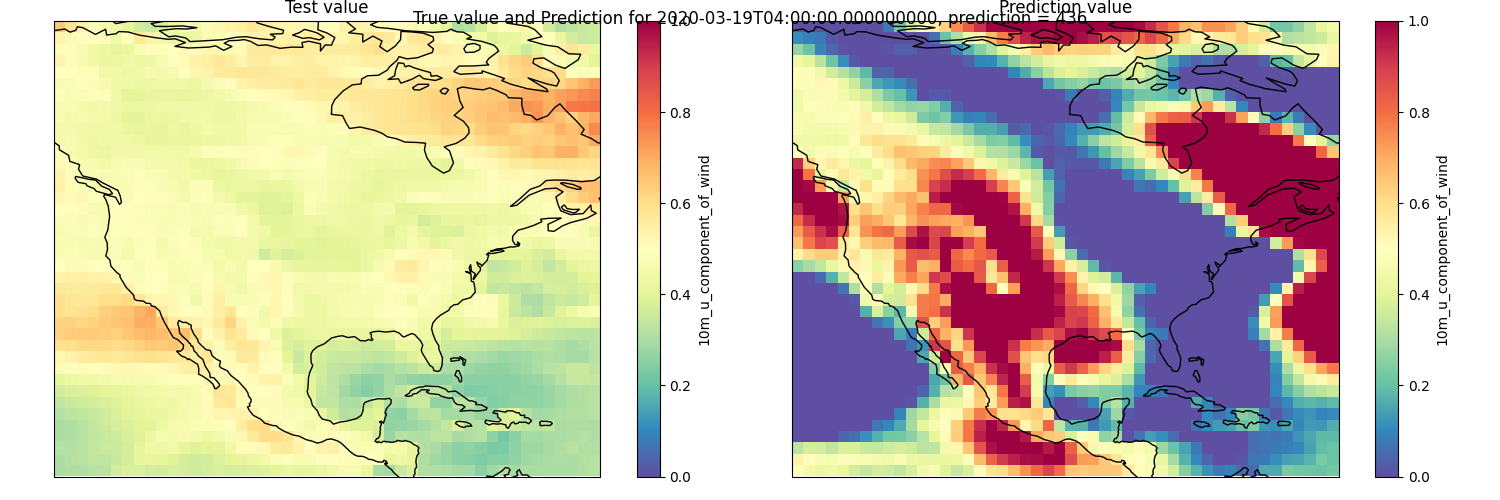 Test value
Prediction value
True value and Prediction for 2020-03-19T04:00:00.000000000, prediction = 436
1.0
0.8
0.6
0.4
0.2
0.0
10m_u_component_of_wind
1.0
0.8
0.6
0.4
0.2
0.0
10m_u_component_of_wind